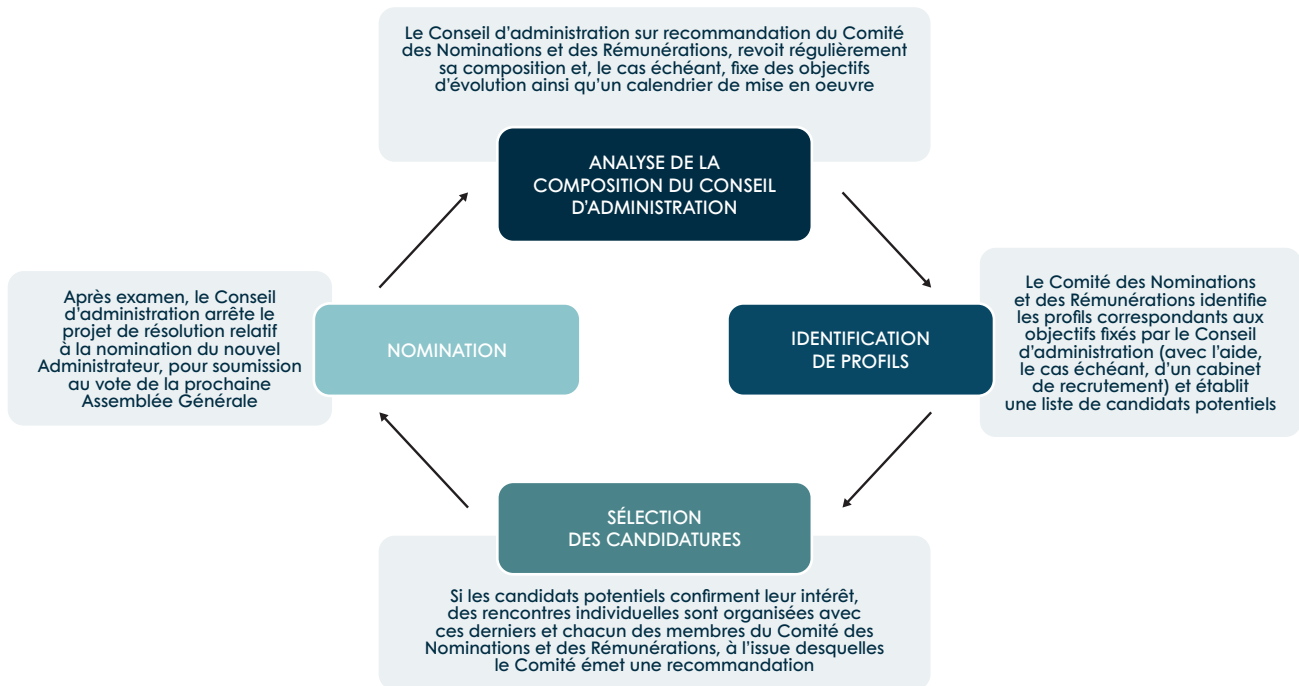 Le Conseil d'administration sur recommandation du Comité
des Nominations et des Rémunérations, revoit régulièrement
sa composition et, le cas échéant, fixe des objectifs
d'évolution ainsi qu'un calendrier de mise en oeuvre
ANALYSE DE LA
COMPOSITION DU CONSEIL
D'ADMINISTRATION
Le Comité des Nominations
et des Rémunérations identifie
les profils correspondants aux
objectifs fixés par le Conseil
d'administration (avec l'aide,
le cas échéant, d'un cabinet
de recrutement) et établit
une liste de candidats potentiels
IDENTIFICATION
DE PROFILS
SÉLECTION
DES CANDIDATURES
Si les candidats potentiels confirment leur intérêt,
des rencontres individuelles sont organisées avec
ces derniers et chacun des membres du Comité des
Nominations et des Rémunérations, à l'issue desquelles
le Comité émet une recommandation
NOMINATION
Après examen, le Conseil
d'administration arrête le
projet de résolution relatif
à la nomination du nouvel
Administrateur, pour soumission
au vote de la prochaine
Assemblée Générale